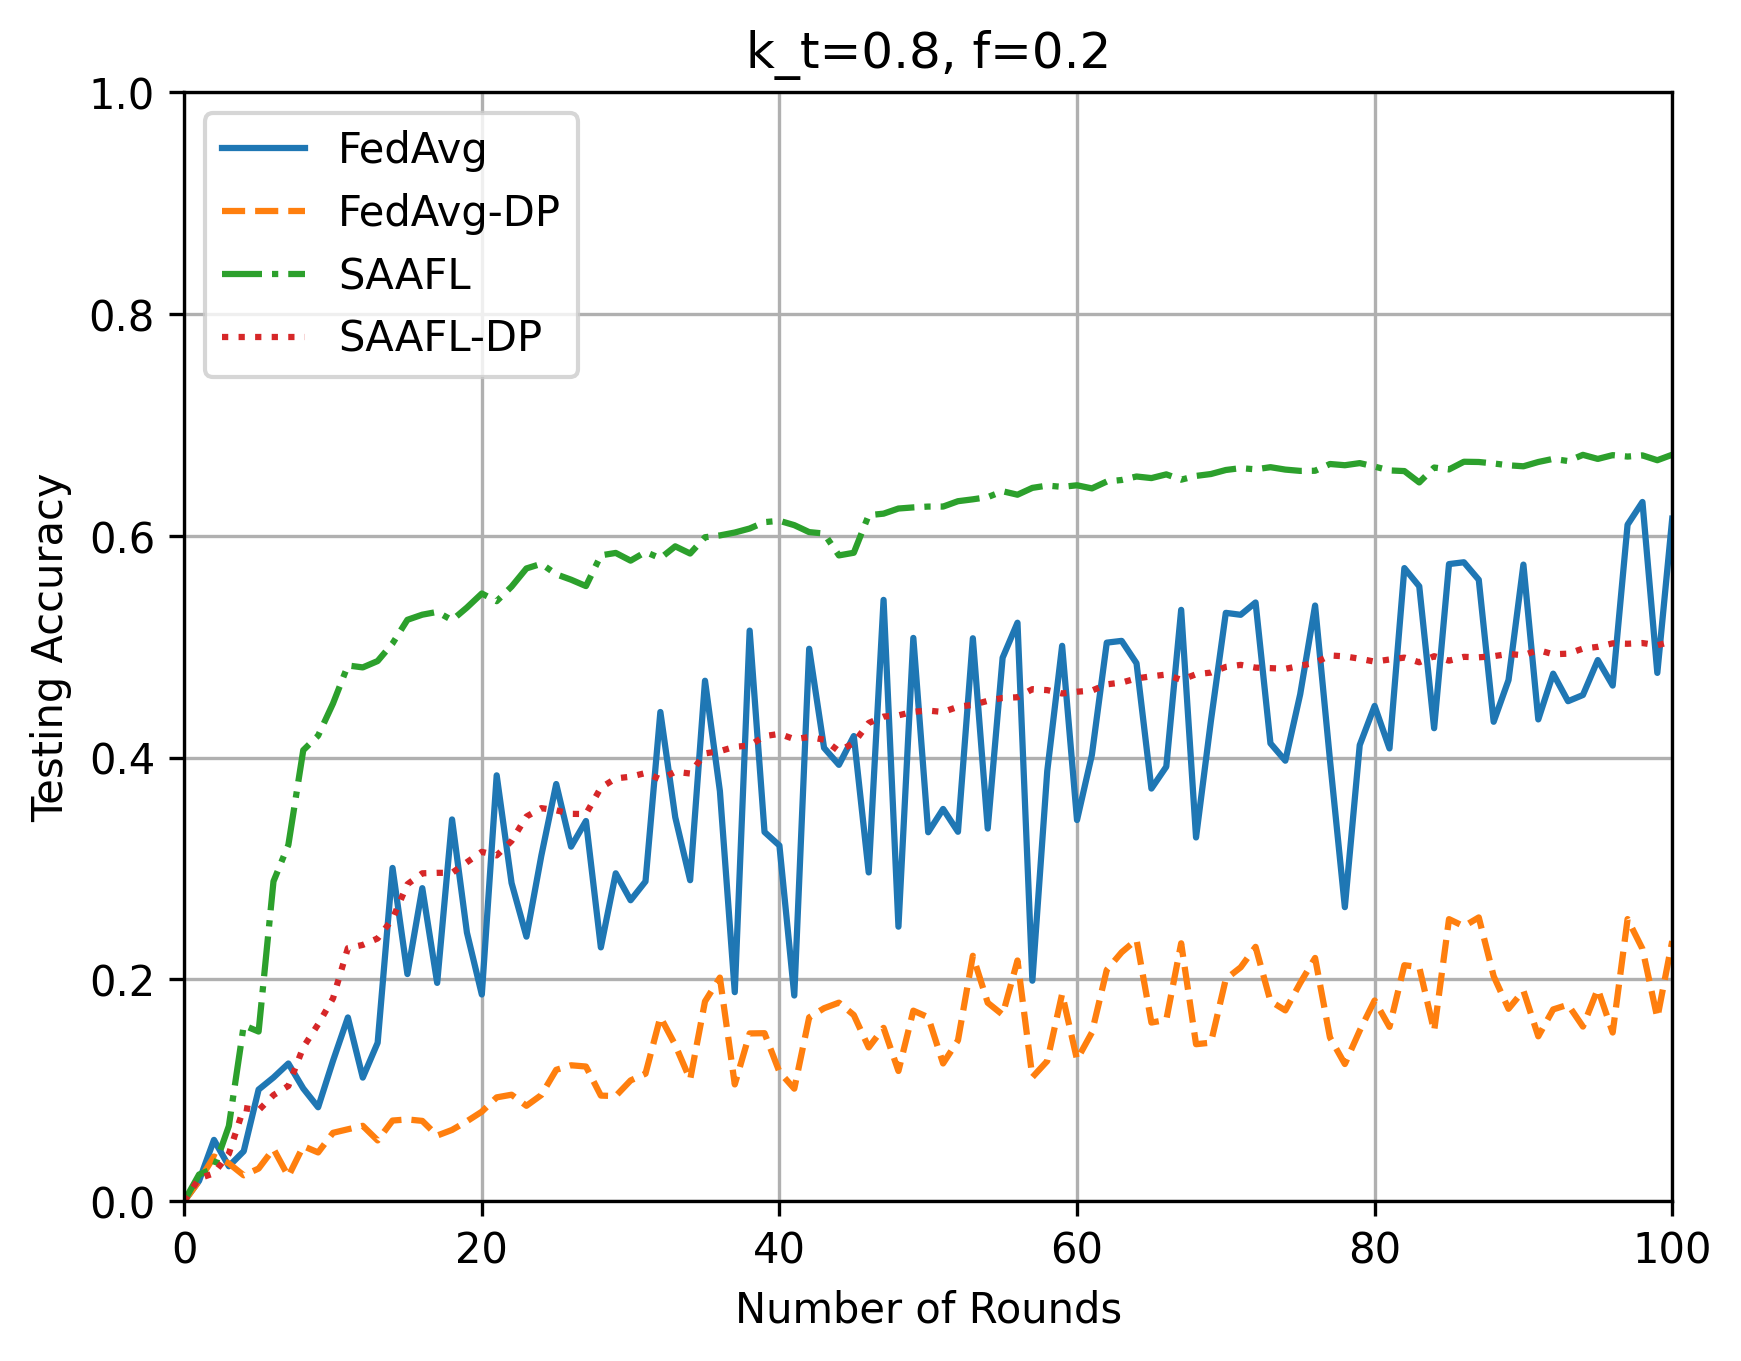 k_t=0.8, f=0.2
1.0
0.8
0.6
0.4
0.2
0.0
Testing Accuracy
FedAvg
FedAvg-DP
SAAFL
SAAFL-DP
0 20 40 60 80 100
Number of Rounds